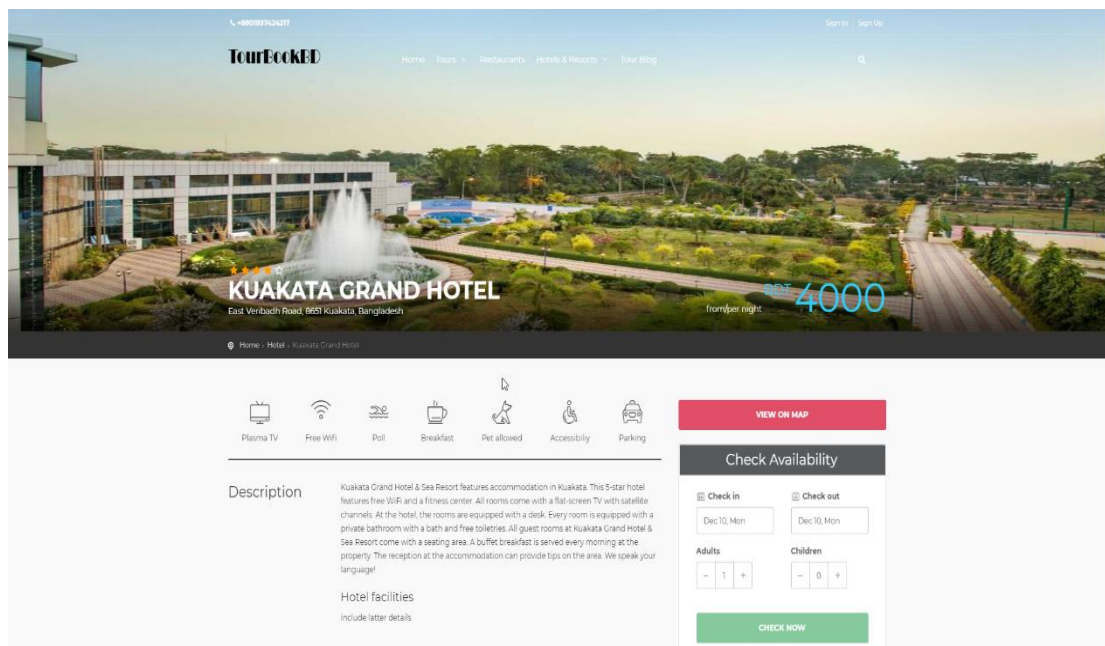 +8801937424217
Sign In Sign Up
TourBookBD
Home Tours Restaurants Hotels & Resorts Tour Blog
KUAKATA GRAND HOTEL
East Veribadh Road, 8651 Kuakata, Bangladesh
from/per night BDT 4000
Home Hotel Kuakata Grand Hotel
Plasma TV Free Wifi Poll Breakfast Pet allowed Accessibiliy Parking
VIEW ON MAP
Check Availability
Description
Kuakata Grand Hotel & Sea Resort features accommodation in Kuakata. This 5-star hotel
features free WiFi and a fitness center. All rooms come with a flat-screen TV with satellite
channels. At the hotel, the rooms are equipped with a desk. Every room is equipped with a
private bathroom with a bath and free toiletries. All guest rooms at Kuakata Grand Hotel &
Sea Resort come with a seating area. A buffet breakfast is served every morning at the
property. The reception at the accommodation can provide tips on the area. We speak your
language!
Hotel facilities
include latter details
Check in Check out
Dec 10, Mon Dec 10, Mon
Adults Children
- 1 + - 0 +
CHECK NOW